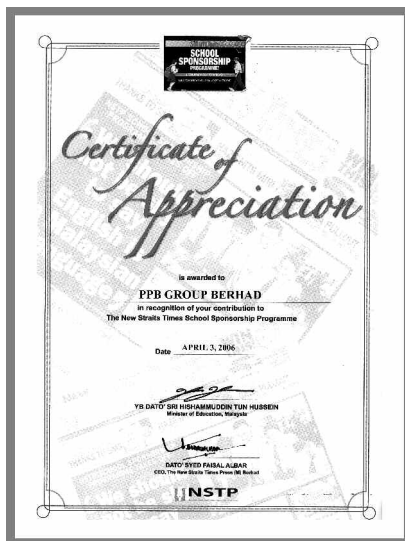 SCHOOL
SPONSORSHIP
PROGRAMME
Certificate of
Appreciation
is awarded to
PPB GROUP BERHAD
in recognition of your contribution to
The New Straits Times School Sponsorship Programme
Date APRIL 3, 2006
YB DATO' SRI HISHAMMUDDIN TUN HUSSEIN
Minister of Education, Malaysia
DATO' SYED FAISAL ALBAR
CEO, The New Straits Times Press (M) Berhad
NSTP